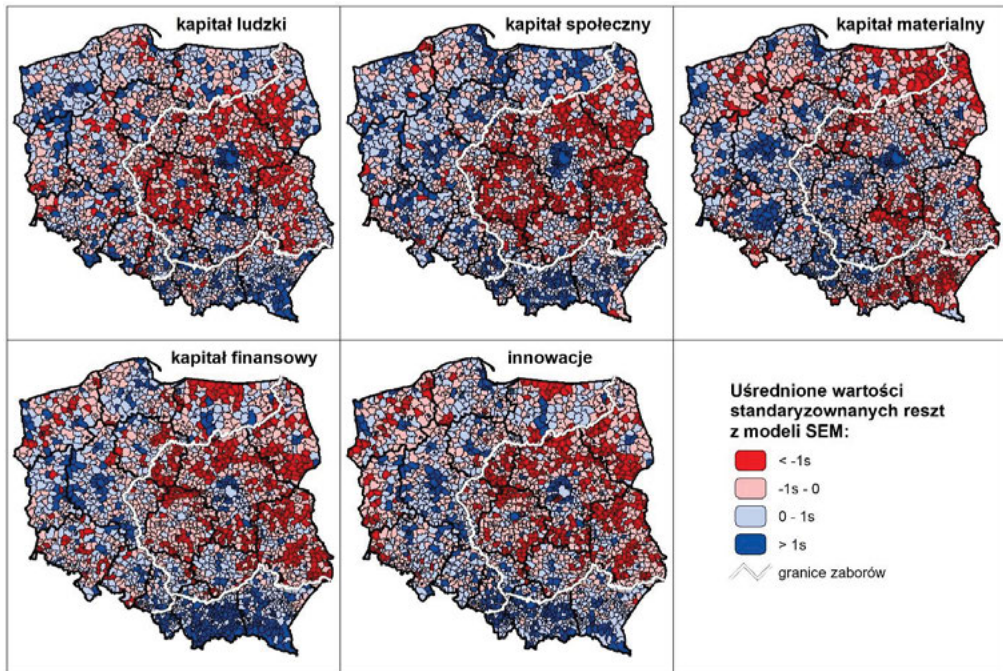 kapitał ludzki
kapitał społeczny
kapitał materialny
kapitał finansowy
innowacje
Uśrednione wartości
standaryzownanych reszt
z modeli SEM:
< -1s
-1s - 0
0 - 1s
> 1s
granice zaborów